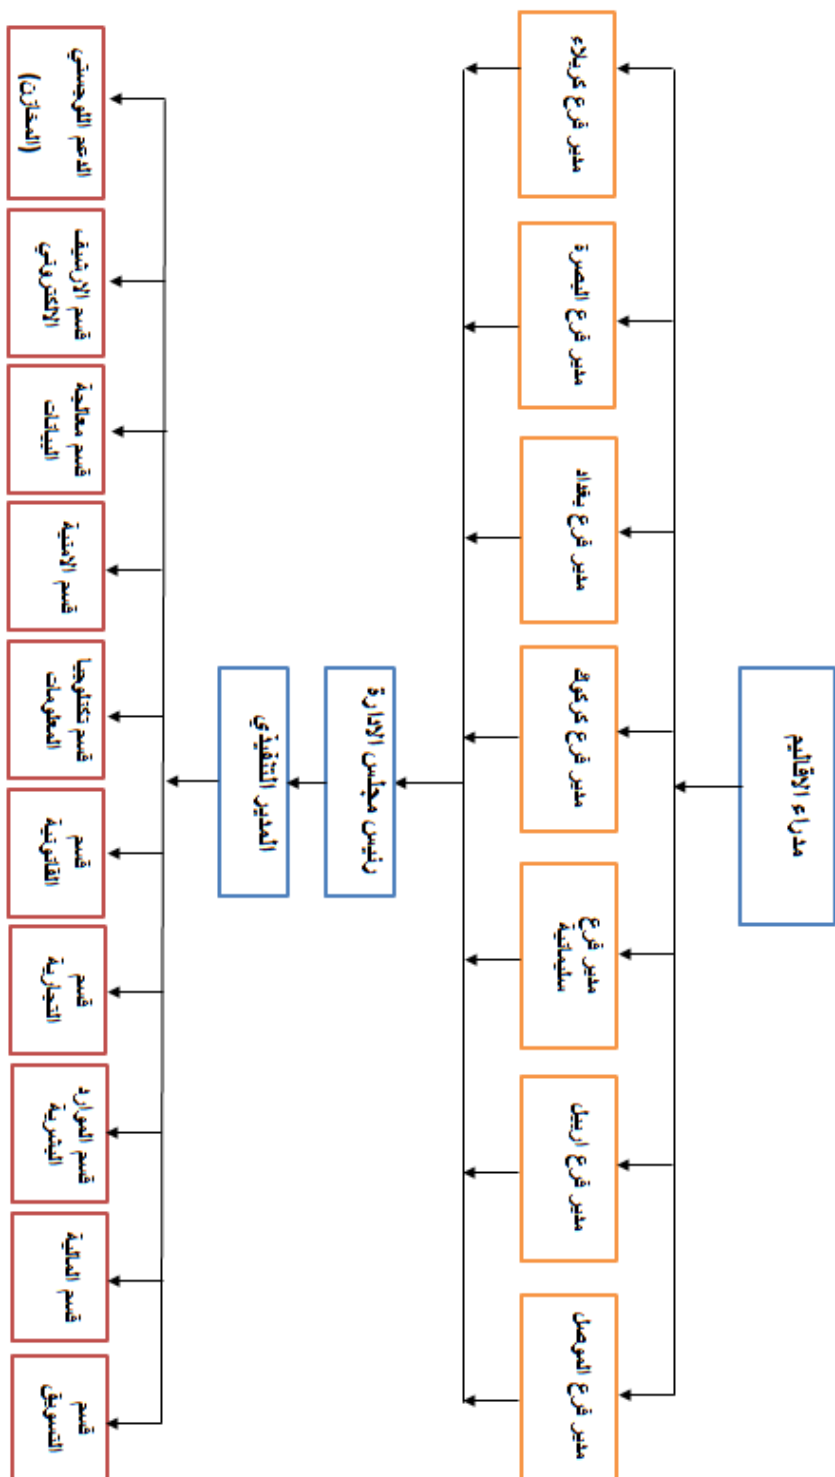 مدراء الاقاليم
مدير فرع كربلاء
مدير فرع البصرة
مدير فرع بغداد
مدير فرع كركوك
مدير فرع
سليمانية
مدير فرع اربيل
مدير فرع الموصل
رئيس مجلس الادارة
المدير التنفيذي
الدعم اللوجستي
(المخازن)
قسم الارشيف
الالكتروني
قسم معالجة
البيانات
قسم الامنية
قسم تكنلوجيا
المعلومات
قسم
القانونية
قسم
التجارية
قسم الموارد
البشرية
قسم المالية
قسم
التسويق